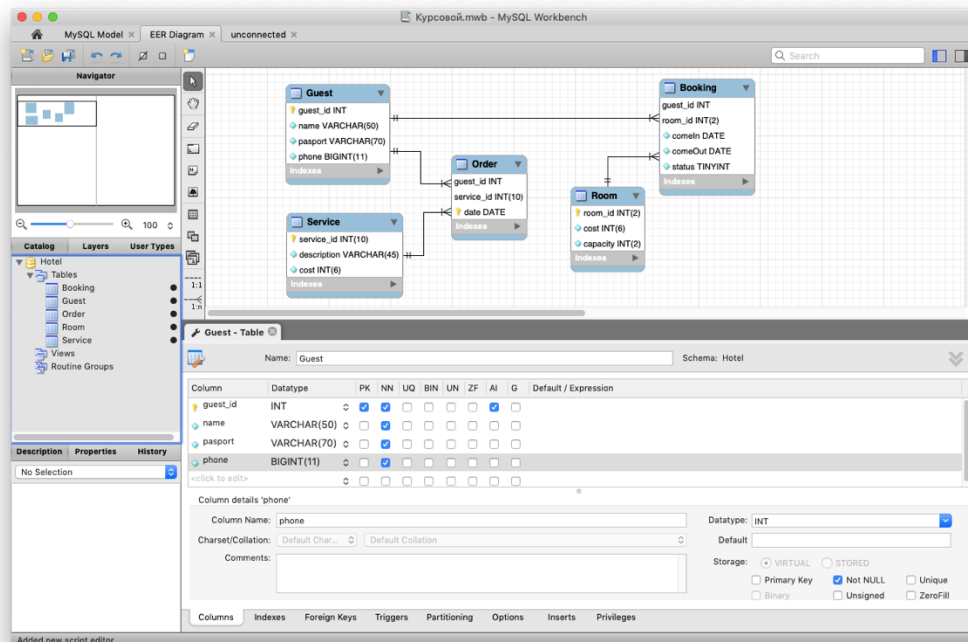 Курсовой.mwb - MySQL Workbench
MySQL Model × EER Diagram × unconnected ×
Search
Navigator
100
Catalog Layers User Types
Hotel
Tables
Booking
Guest
Order
Room
Service
Views
Routine Groups
Description Properties History
No Selection
1:1
1:n
Guest
guest_id INT
name VARCHAR(50)
pasport VARCHAR(70)
phone BIGINT(11)
Indexes
Service
service_id INT(10)
description VARCHAR(45)
cost INT(6)
Indexes
Order
guest_id INT
service_id INT(10)
date DATE
Indexes
Room
room_id INT(2)
cost INT(6)
capacity INT(2)
Indexes
Booking
guest_id INT
room_id INT(2)
comeIn DATE
comeOut DATE
status TINYINT
Indexes
Guest - Table
Name: Guest Schema: Hotel
Column Datatype PK NN UQ BIN UN ZF AI G Default / Expression
guest_id INT
name VARCHAR(50)
pasport VARCHAR(70)
phone BIGINT(11)
<click to edit>
Column details 'phone'
Column Name: phone Datatype: INT
Charset/Collation: Default Char... Default Collation Default
Comments: Storage: VIRTUAL STORED
Primary Key Not NULL Unique
Binary Unsigned ZeroFill
Columns Indexes Foreign Keys Triggers Partitioning Options Inserts Privileges
Added new script editor